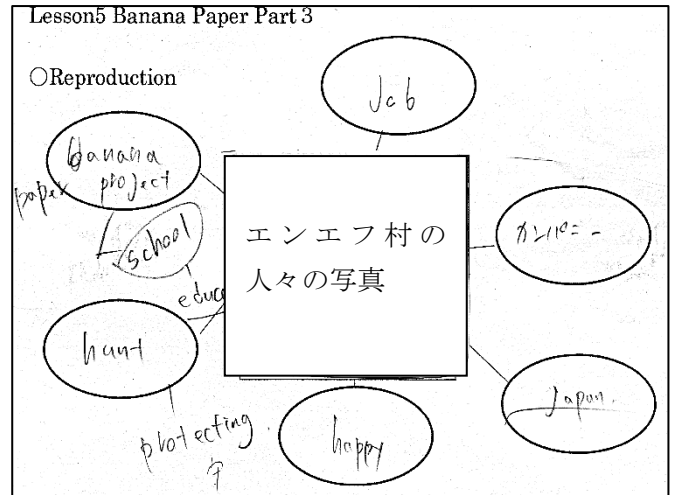 Lesson5 Banana Paper Part 3
○Reproduction
Job
banana
paper project
school
educa
エンエフ村の
人々の写真
カンパニー
hunt
Japan.
protecting
happy